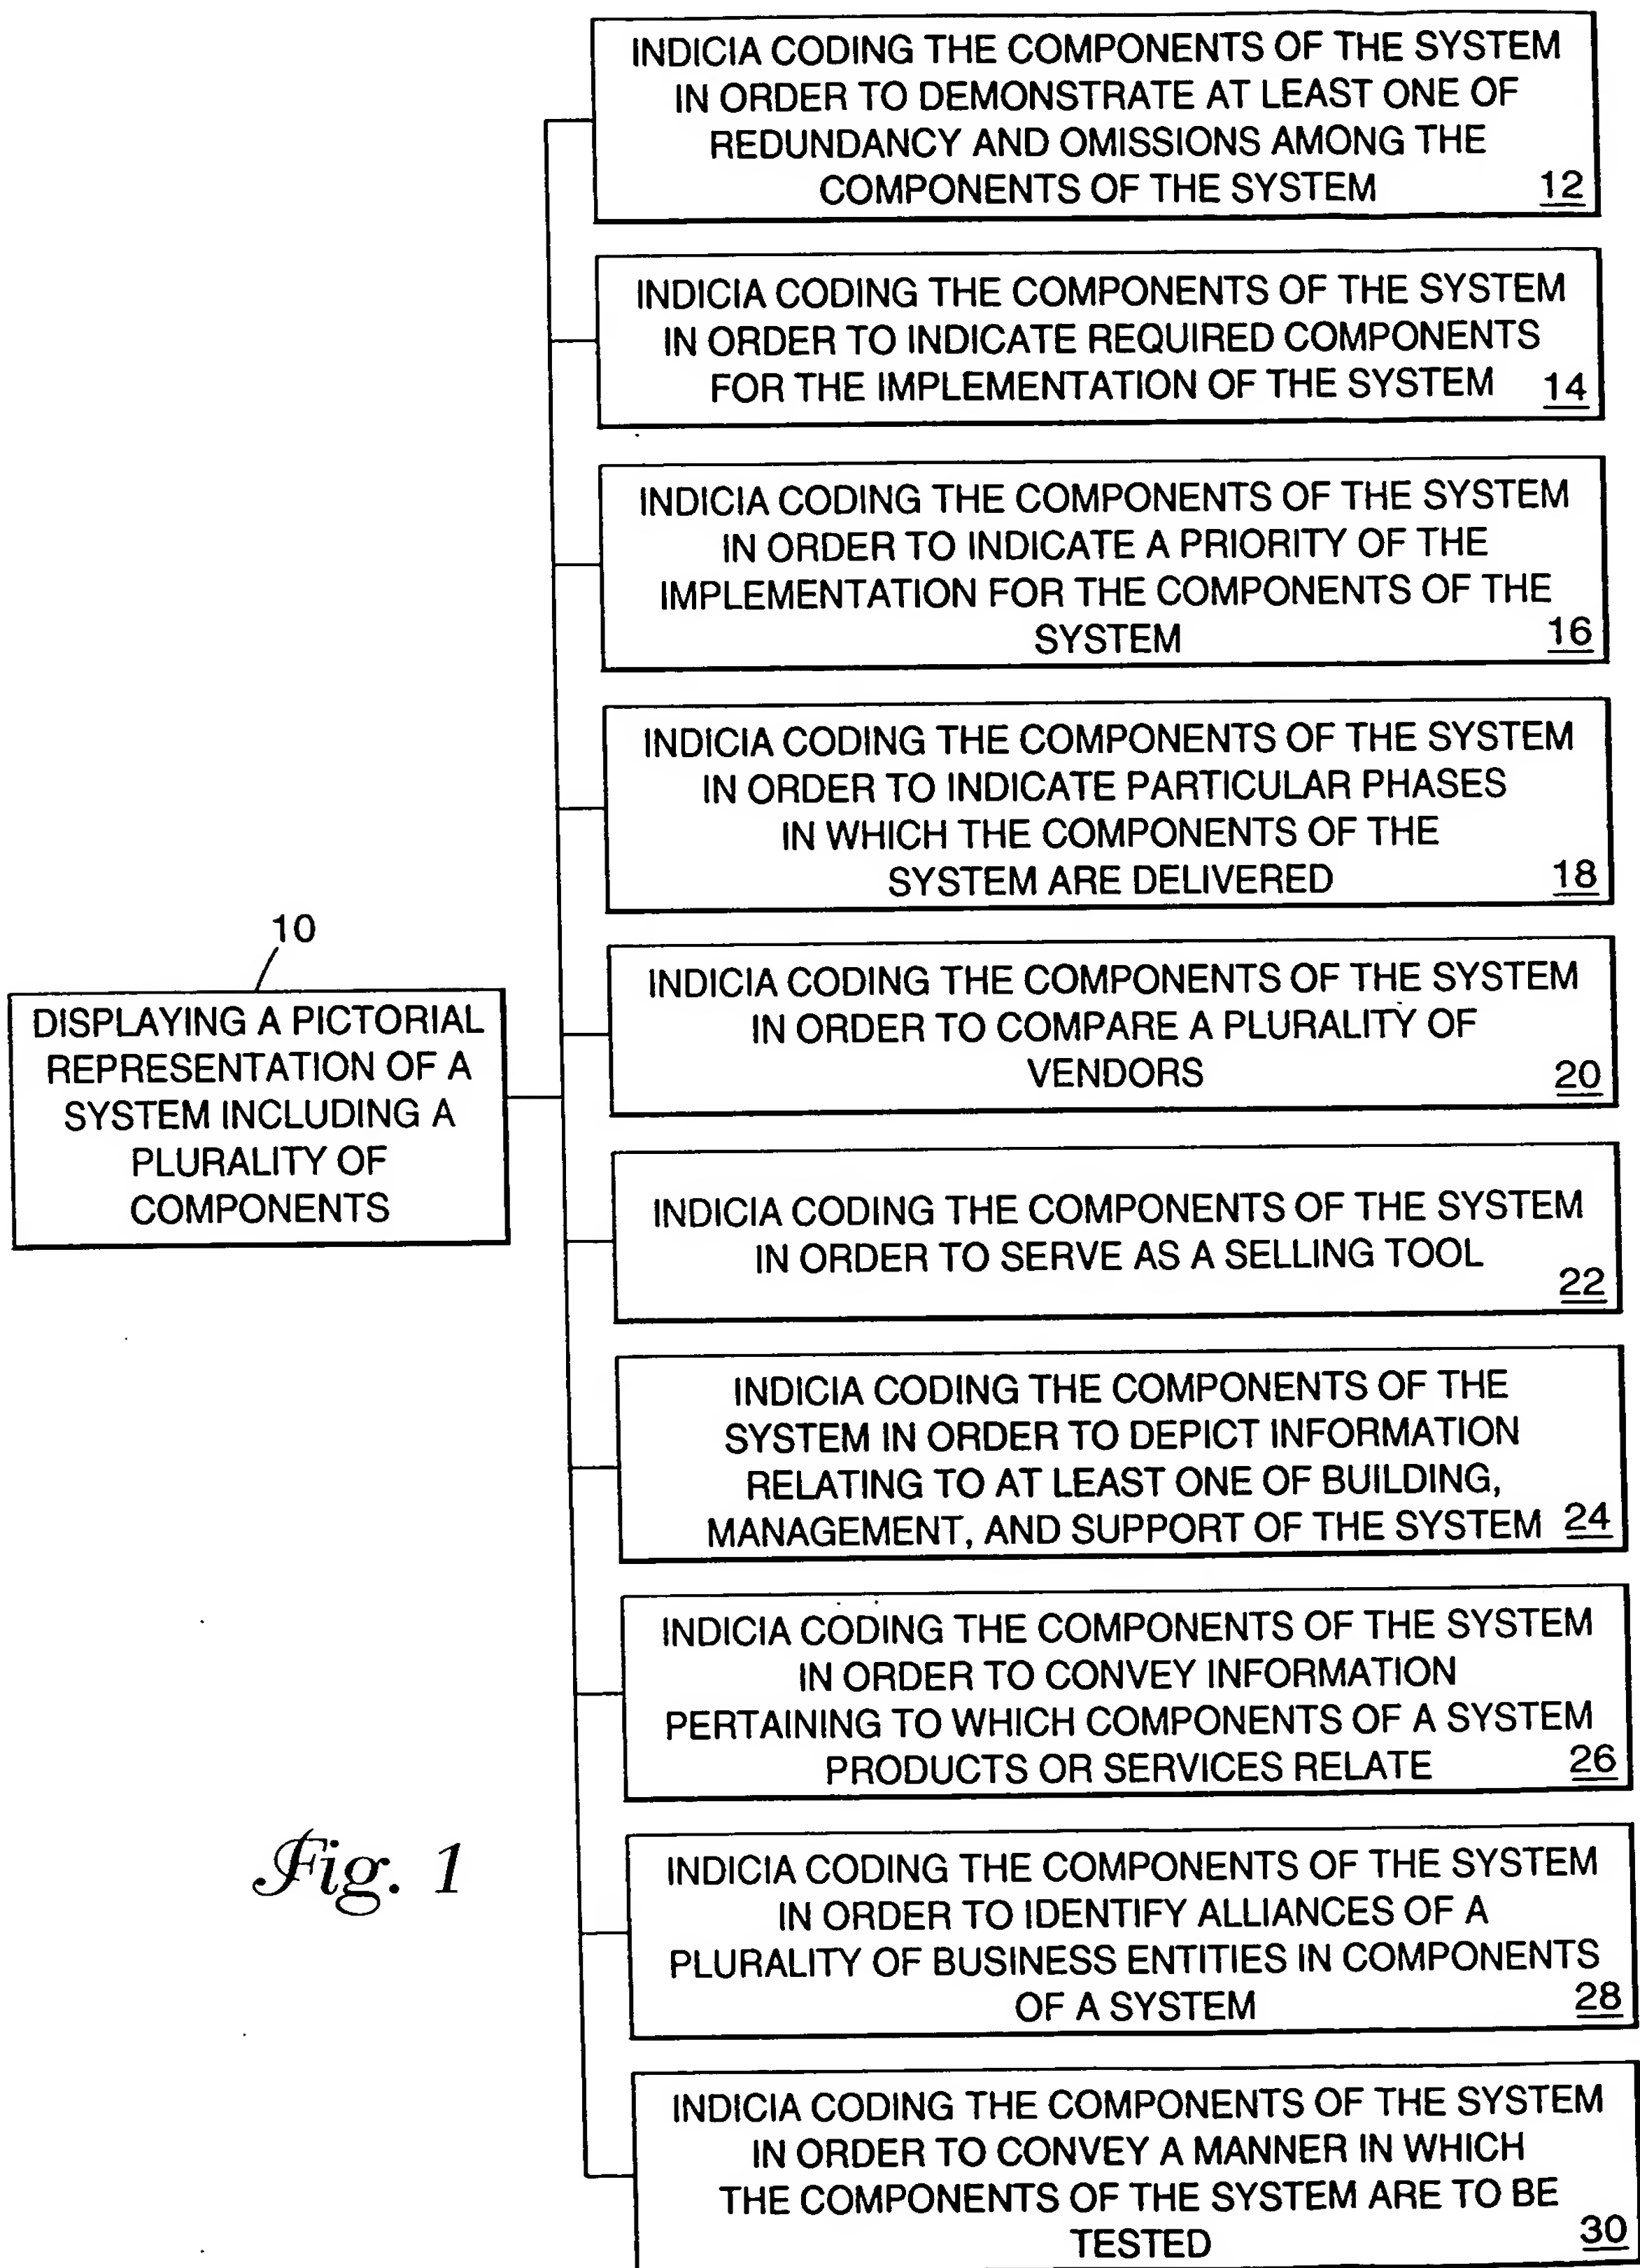 INDICIA CODING THE COMPONENTS OF THE SYSTEM
IN ORDER TO DEMONSTRATE AT LEAST ONE OF
REDUNDANCY AND OMISSIONS AMONG THE
COMPONENTS OF THE SYSTEM 12
INDICIA CODING THE COMPONENTS OF THE SYSTEM
IN ORDER TO INDICATE REQUIRED COMPONENTS
FOR THE IMPLEMENTATION OF THE SYSTEM 14
INDICIA CODING THE COMPONENTS OF THE SYSTEM
IN ORDER TO INDICATE A PRIORITY OF THE
IMPLEMENTATION FOR THE COMPONENTS OF THE
SYSTEM 16
INDICIA CODING THE COMPONENTS OF THE SYSTEM
IN ORDER TO INDICATE PARTICULAR PHASES
IN WHICH THE COMPONENTS OF THE
SYSTEM ARE DELIVERED 18
10
DISPLAYING A PICTORIAL
REPRESENTATION OF A
SYSTEM INCLUDING A
PLURALITY OF
COMPONENTS
INDICIA CODING THE COMPONENTS OF THE SYSTEM
IN ORDER TO COMPARE A PLURALITY OF
VENDORS 20
INDICIA CODING THE COMPONENTS OF THE SYSTEM
IN ORDER TO SERVE AS A SELLING TOOL
22
INDICIA CODING THE COMPONENTS OF THE
SYSTEM IN ORDER TO DEPICT INFORMATION
RELATING TO AT LEAST ONE OF BUILDING,
MANAGEMENT, AND SUPPORT OF THE SYSTEM 24
INDICIA CODING THE COMPONENTS OF THE SYSTEM
IN ORDER TO CONVEY INFORMATION
PERTAINING TO WHICH COMPONENTS OF A SYSTEM
PRODUCTS OR SERVICES RELATE 26
INDICIA CODING THE COMPONENTS OF THE SYSTEM
IN ORDER TO IDENTIFY ALLIANCES OF A
PLURALITY OF BUSINESS ENTITIES IN COMPONENTS
OF A SYSTEM 28
INDICIA CODING THE COMPONENTS OF THE SYSTEM
IN ORDER TO CONVEY A MANNER IN WHICH
THE COMPONENTS OF THE SYSTEM ARE TO BE
TESTED 30
Fig. 1